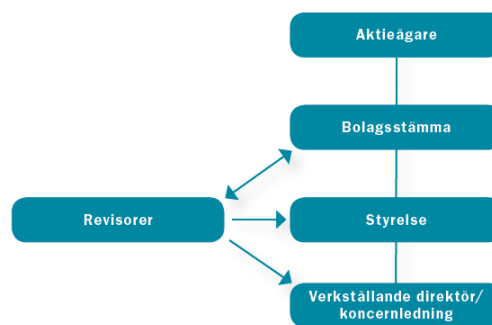 Aktieägare
Bolagsstämma
Revisorer
Styrelse
Verkställande direktör/
koncernledning